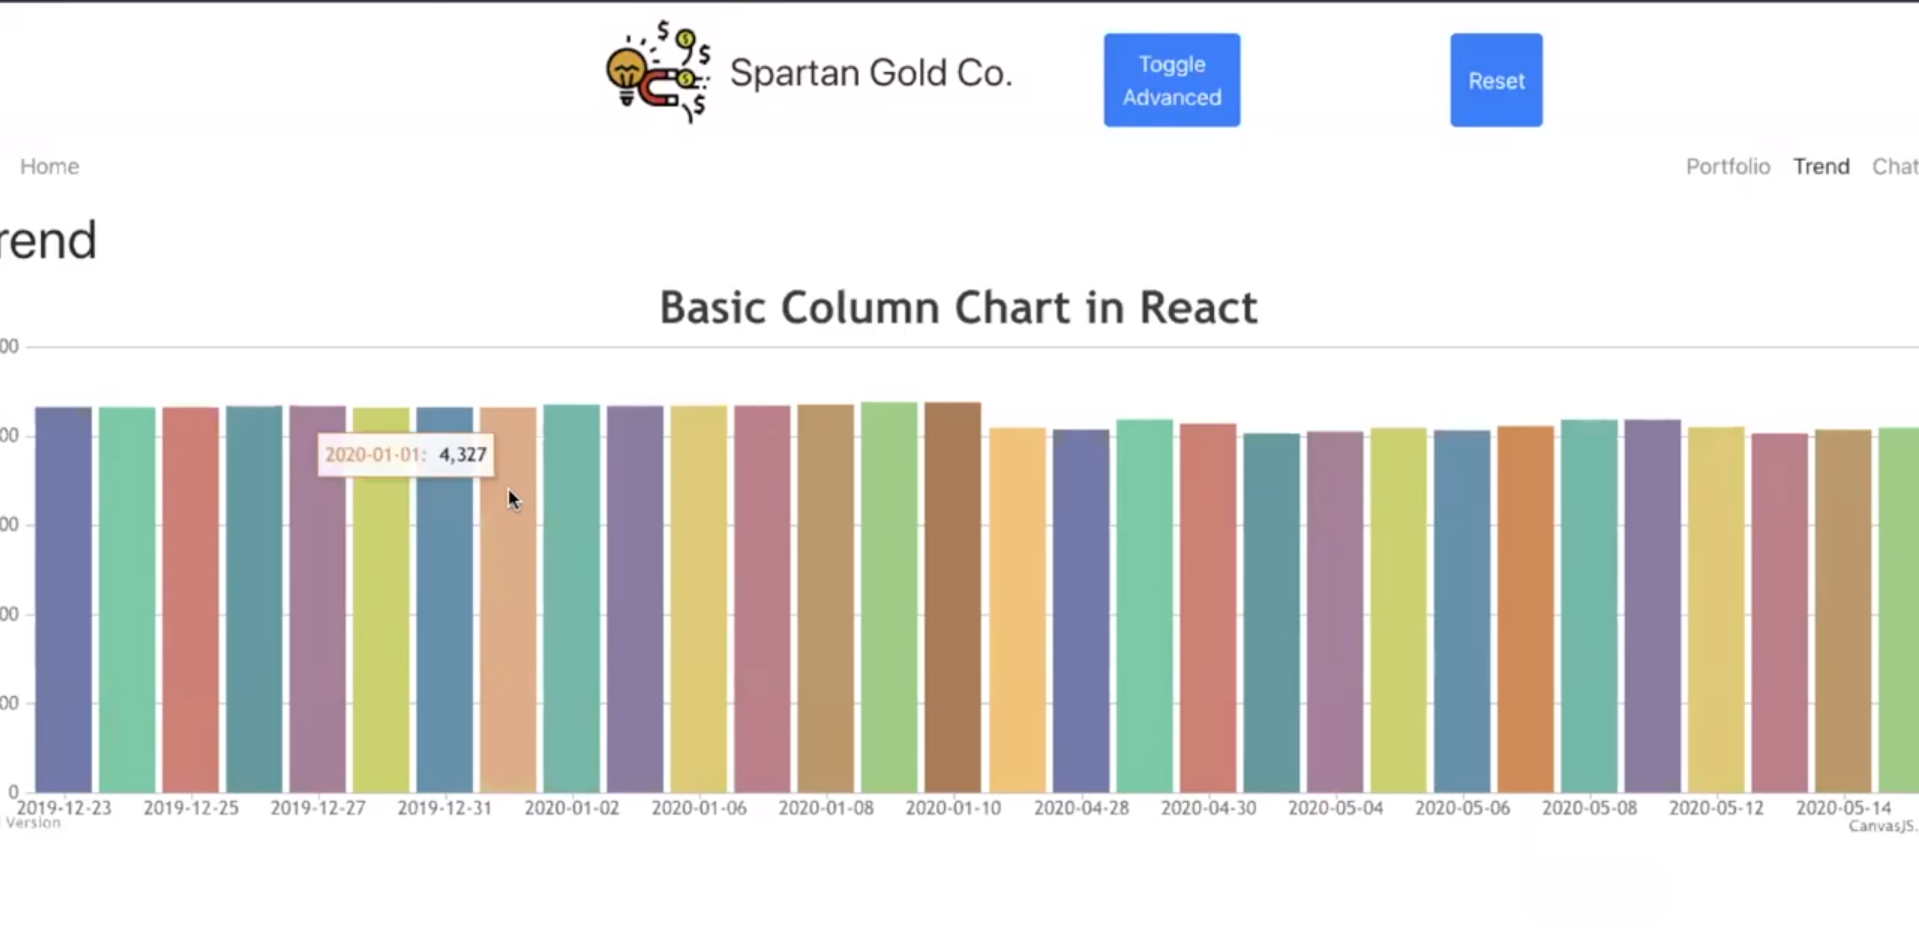 Spartan Gold Co.
Toggle
Advanced
Reset
Home
Portfolio Trend Chat
rend
Basic Column Chart in React
00
00
00
00
00
0
2020-01-01: 4,327
2019-12-23 2019-12-25 2019-12-27 2019-12-31 2020-01-02 2020-01-06 2020-01-08 2020-01-10 2020-04-28 2020-04-30 2020-05-04 2020-05-06 2020-05-08 2020-05-12 2020-05-14
Version
CanvasJS.